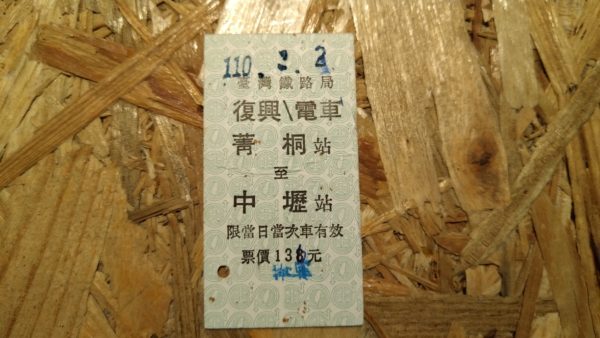 110.2.2
臺灣鐵路局
復興\電車
菁桐站
至
中壢站
限當日當次車有效
票價136元